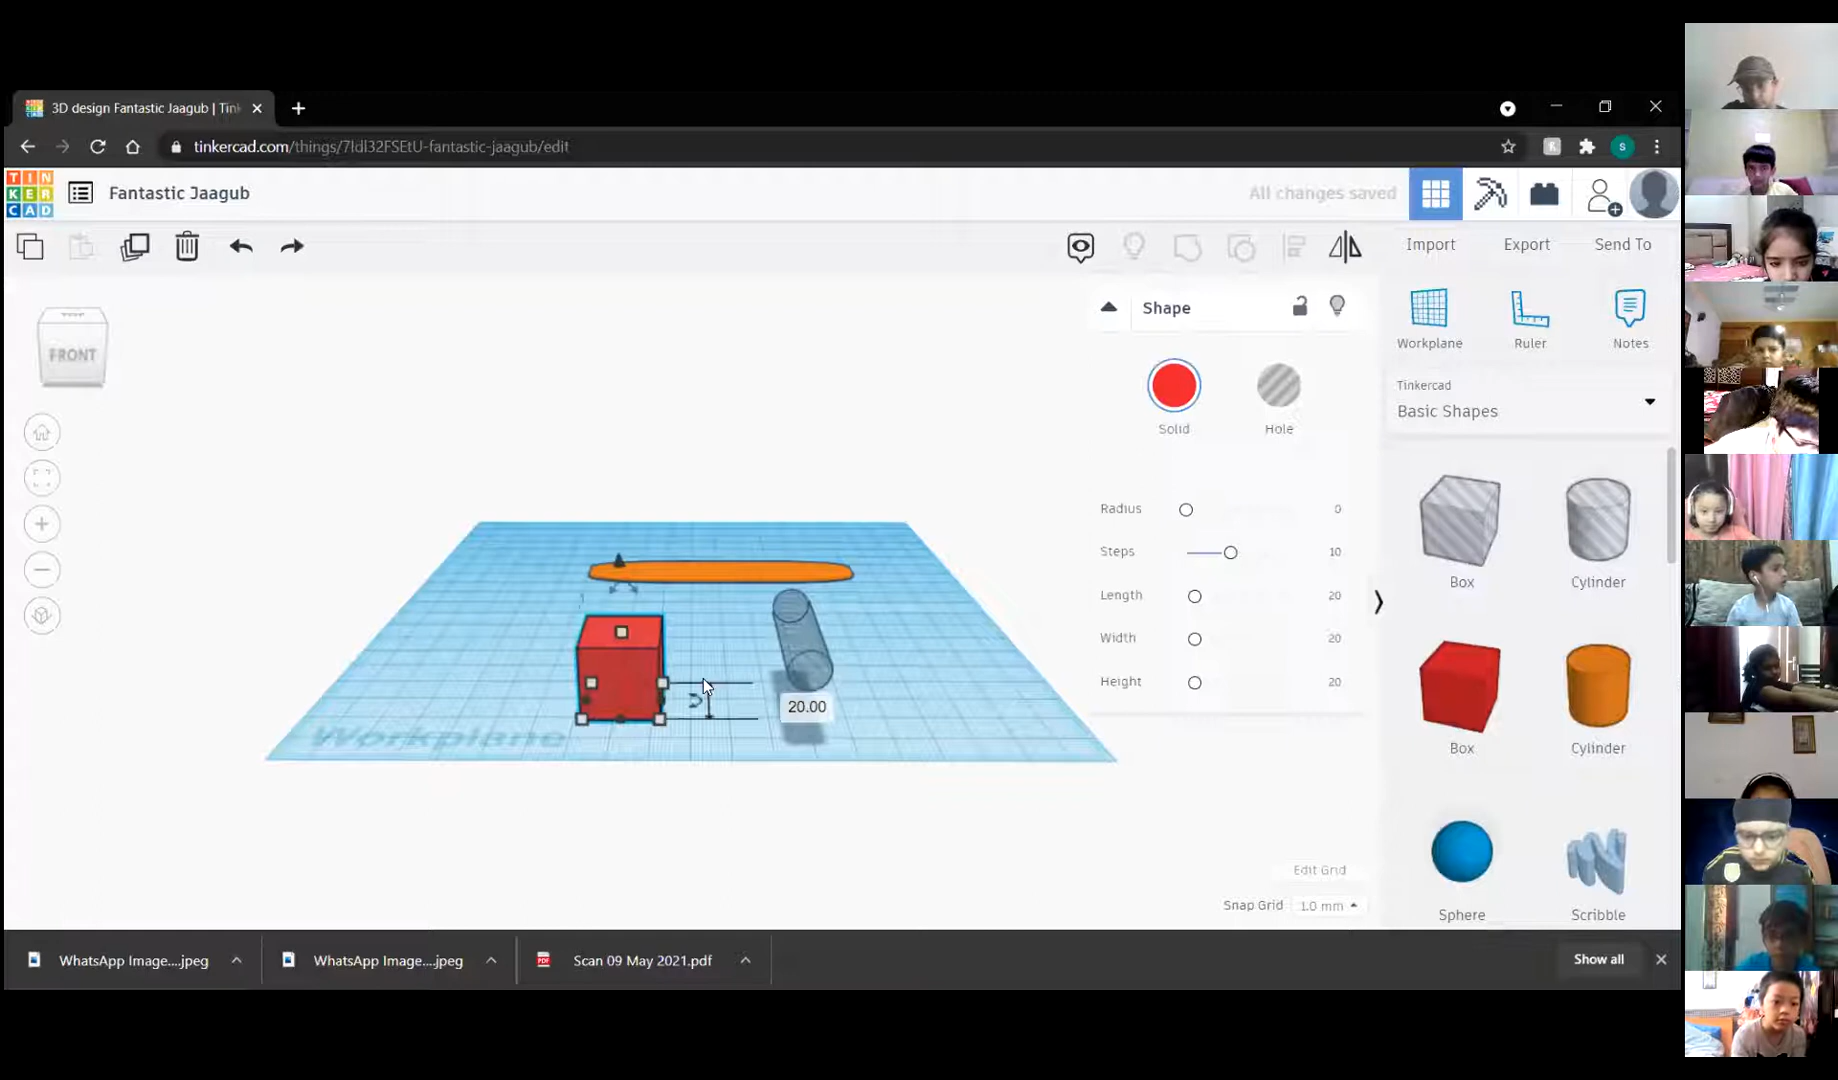 3D design Fantastic Jaagub | Tin
tinkercad.com/things/7ldl32FSEtU-fantastic-jaagub/edit
S
TIN
KER
CAD
Fantastic Jaagub
All changes saved
Import
Export
Send To
FRONT
Shape
Solid
Hole
Workplane
Ruler
Notes
Tinkercad
Basic Shapes
Radius 0
Steps 10
Length 20
Width 20
Height 20
20.00
Workplane
Box
Cylinder
Box
Cylinder
Sphere
Scribble
Edit Grid
Snap Grid 1.0 mm
WhatsApp Image....jpeg
WhatsApp Image....jpeg
PDF
Scan 09 May 2021.pdf
Show all